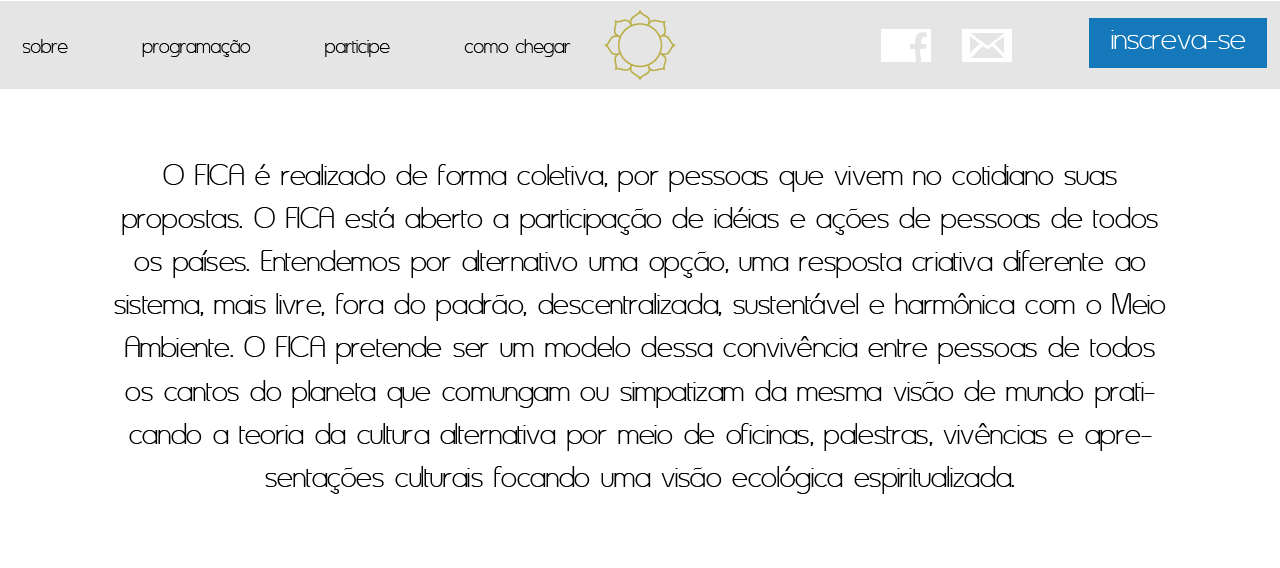 sobre programação participe como chegar inscreva-se
O FICA é realizado de forma coletiva, por pessoas que vivem no cotidiano suas
propostas. O FICA está aberto a participação de idéias e ações de pessoas de todos
os países. Entendemos por alternativo uma opção, uma resposta criativa diferente ao
sistema, mais livre, fora do padrão, descentralizada, sustentável e harmônica com o Meio
Ambiente. O FICA pretende ser um modelo dessa convivência entre pessoas de todos
os cantos do planeta que comungam ou simpatizam da mesma visão de mundo prati-
cando a teoria da cultura alternativa por meio de oficinas, palestras, vivências e apre-
sentações culturais focando uma visão ecológica espiritualizada.